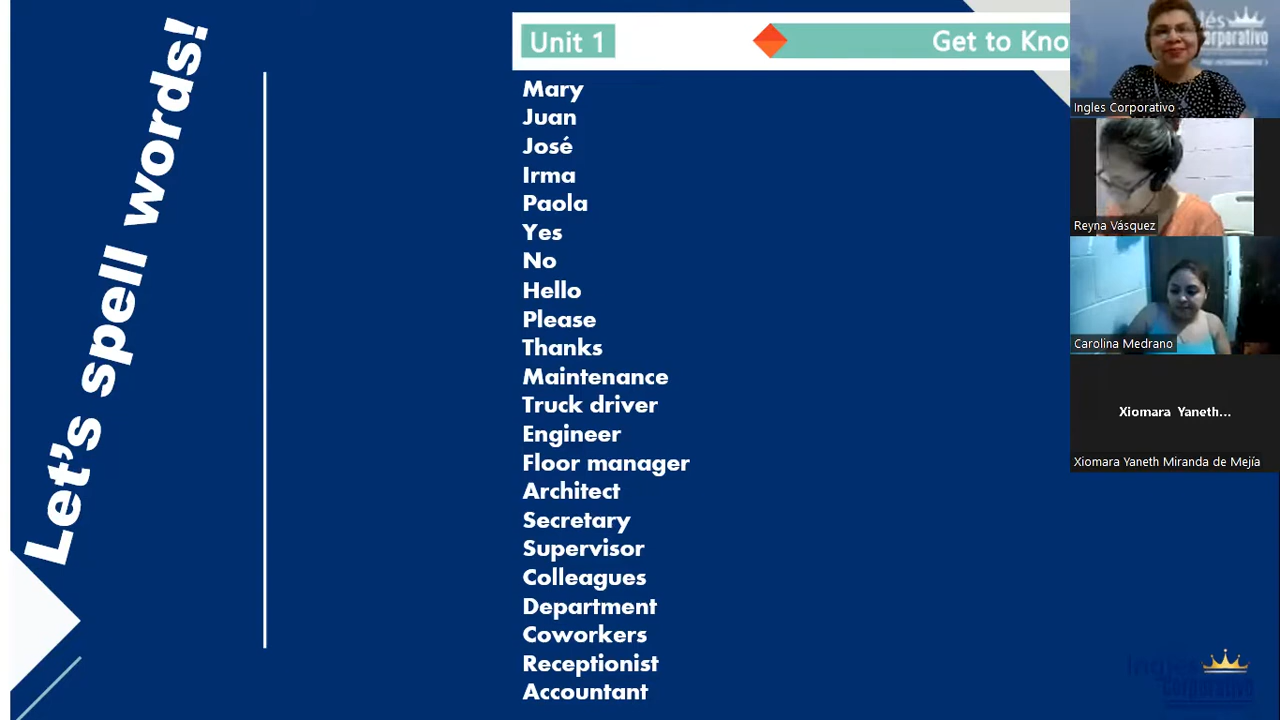 Let's spell words!
Unit 1
Get to Kno
Mary
Juan
José
Irma
Paola
Yes
No
Hello
Please
Thanks
Maintenance
Truck driver
Engineer
Floor manager
Architect
Secretary
Supervisor
Colleagues
Department
Coworkers
Receptionist
Accountant
Ingles Corporativo
Reyna Vásquez
Carolina Medrano
Xiomara Yaneth...
Xiomara Yaneth Miranda de Mejía
Inglés
Corporativo